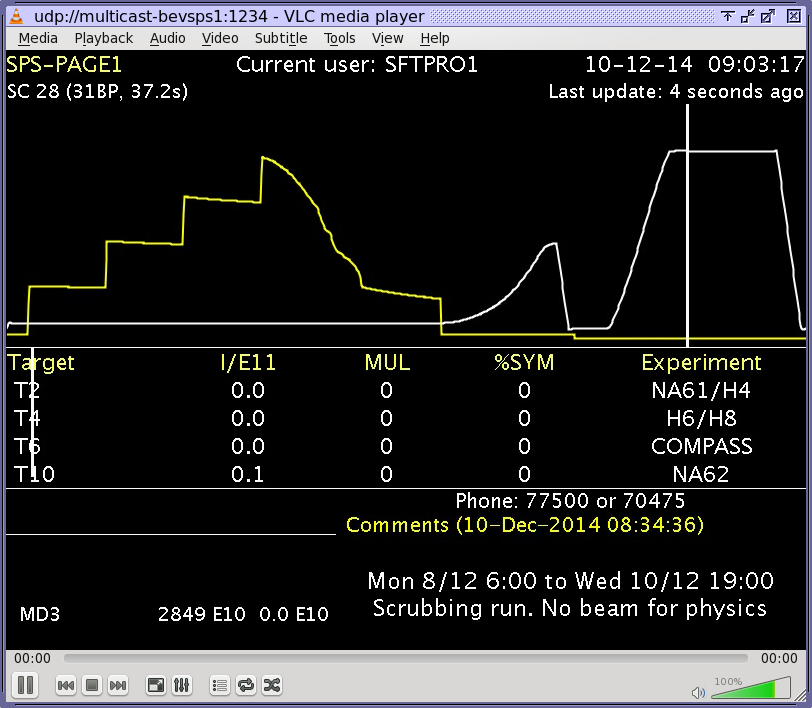 udp://multicast-bevsps1:1234 - VLC media player
Media Playback Audio Video Subtitle Tools View Help
SPS-PAGE1 Current user: SFTPRO1 10-12-14 09:03:17
SC 28 (31BP, 37.2s) Last update: 4 seconds ago
Target I/E11 MUL %SYM Experiment
T2 0.0 0 0 NA61/H4
T4 0.0 0 0 H6/H8
T6 0.0 0 0 COMPASS
T10 0.1 0 0 NA62
Phone: 77500 or 70475
Comments (10-Dec-2014 08:34:36)
Mon 8/12 6:00 to Wed 10/12 19:00
Scrubbing run. No beam for physics
MD3 2849 E10 0.0 E10
00:00 00:00
100%